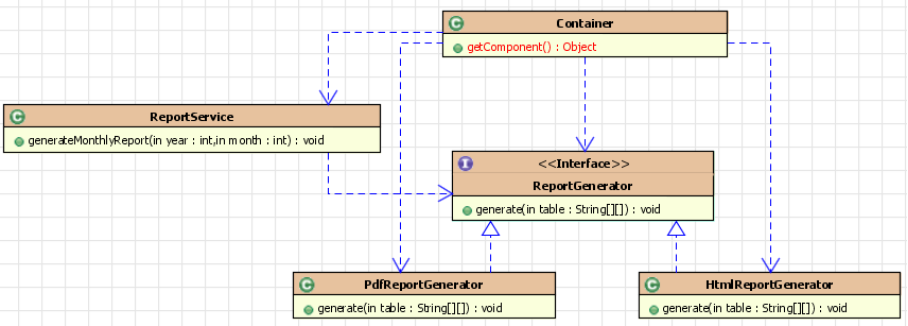 C Container
getComponent() : Object
C ReportService
generateMonthlyReport(in year : int,in month : int) : void
I <<Interface>>
ReportGenerator
generate(in table : String[][]) : void
C PdfReportGenerator
generate(in table : String[][]) : void
C HtmlReportGenerator
generate(in table : String[][]) : void